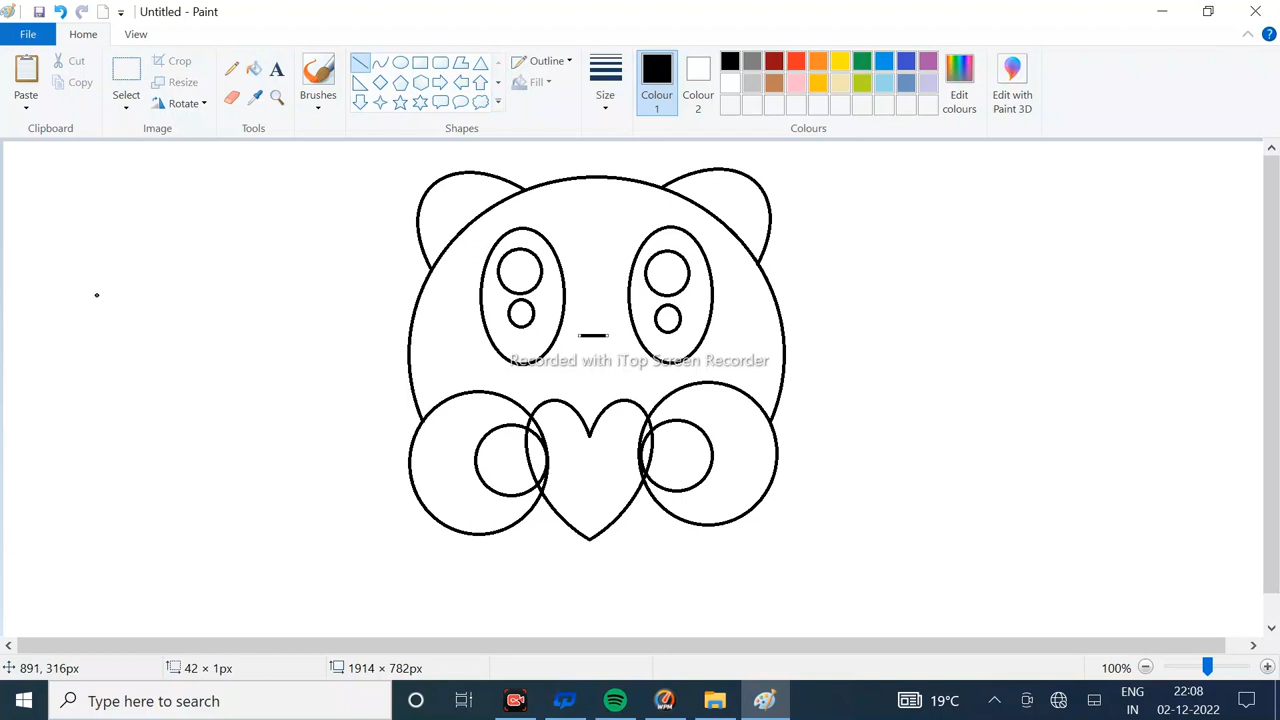 Untitled - Paint
File
Home
View
Paste
Cut
Copy
Clipboard
Select
Crop
Resize
Rotate
Image
A
Tools
Brushes
Outline
Fill
Shapes
Size
Colour
1
Colour
2
Edit
colours
Colours
Edit with
Paint 3D
Recorded with iTop Screen Recorder
891, 316px
42 × 1px
1914 × 782px
100%
Type here to search
WPM
19°C
ENG
IN
22:08
02-12-2022